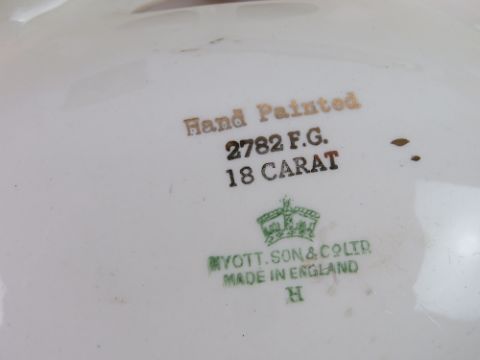 Hand Painted
2782 F.G.
18 CARAT
MYOTT. SON & CO LTD
MADE IN ENGLAND
H